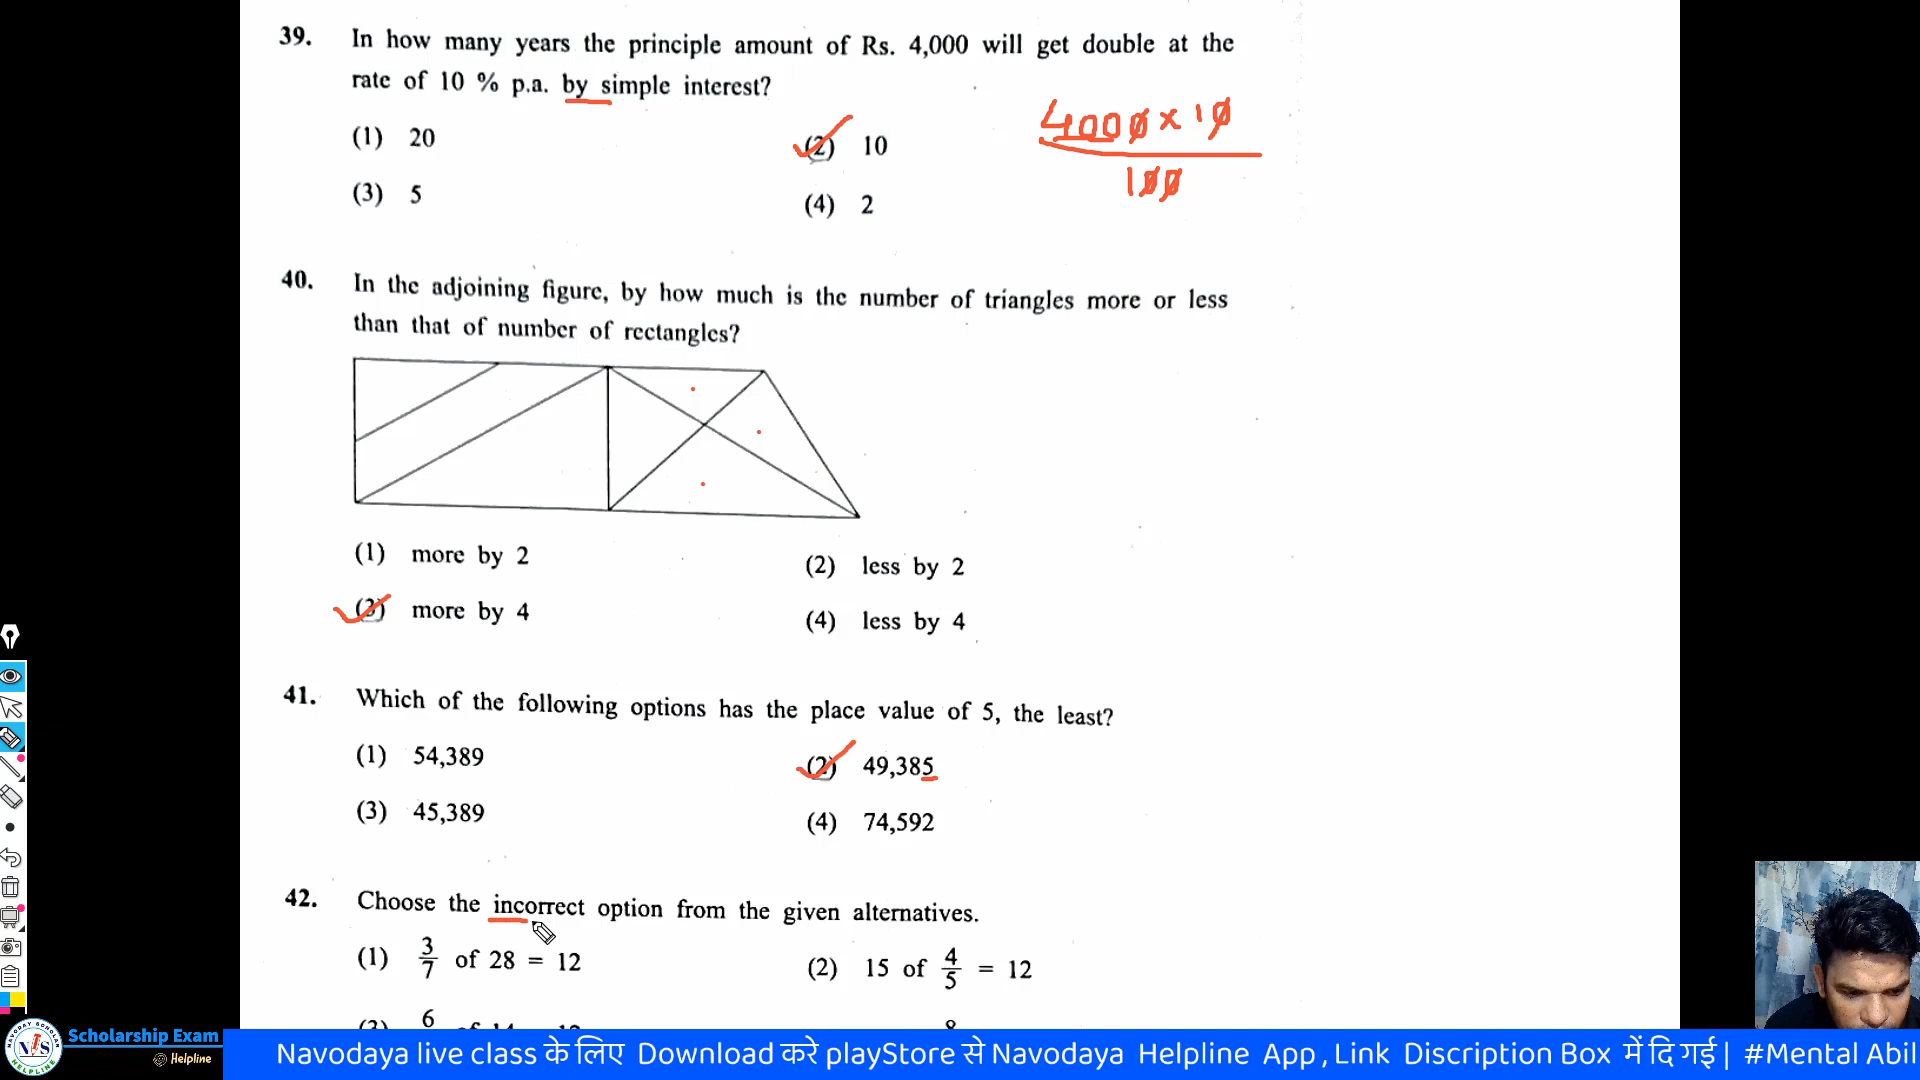 39. In how many years the principle amount of Rs. 4,000 will get double at the
rate of 10 % p.a. by simple interest?
4000 x 10
100
(1) 20
(2) 10
(3) 5
(4) 2
40. In the adjoining figure, by how much is the number of triangles more or less
than that of number of rectangles?
(1) more by 2
(2) less by 2
(3) more by 4
(4) less by 4
41. Which of the following options has the place value of 5, the least?
(1) 54,389
(2) 49,385
(3) 45,389
(4) 74,592
42. Choose the incorrect option from the given alternatives.
(1) 3/7 of 28 = 12
(2) 15 of 4/5 = 12
6
NAVODAY SCHOLAR
NIS
HELPLINE
Scholarship Exam
Helpline
Navodaya live class के लिए Download करे playStore से Navodaya Helpline App , Link Discription Box में दि गई | #Mental Abil